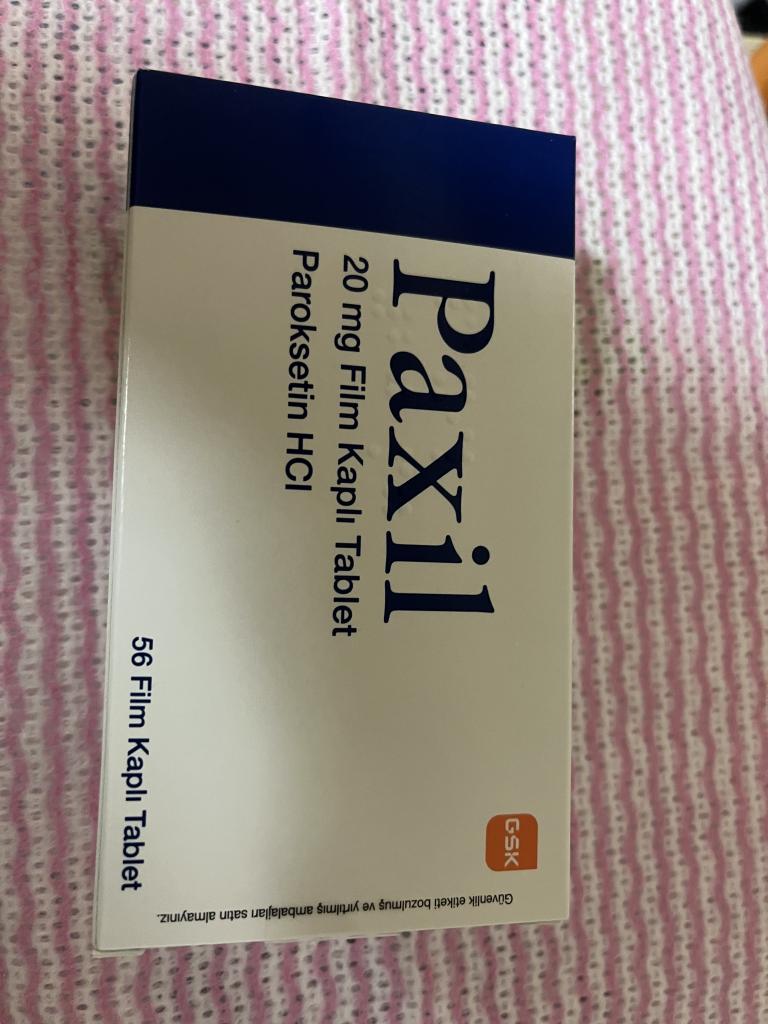 Paxil
20 mg Film Kaplı Tablet
Paroksetin HCl
56 Film Kaplı Tablet
GSK
Güvenlik etiketi bozulmuş ve yırtılmış ambalajları satın almayınız.